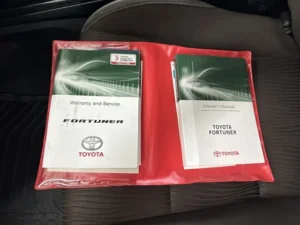 Warranty and Service
FORTUNER
TOYOTA
Owner's Manual
TOYOTA
FORTUNER
TOYOTA